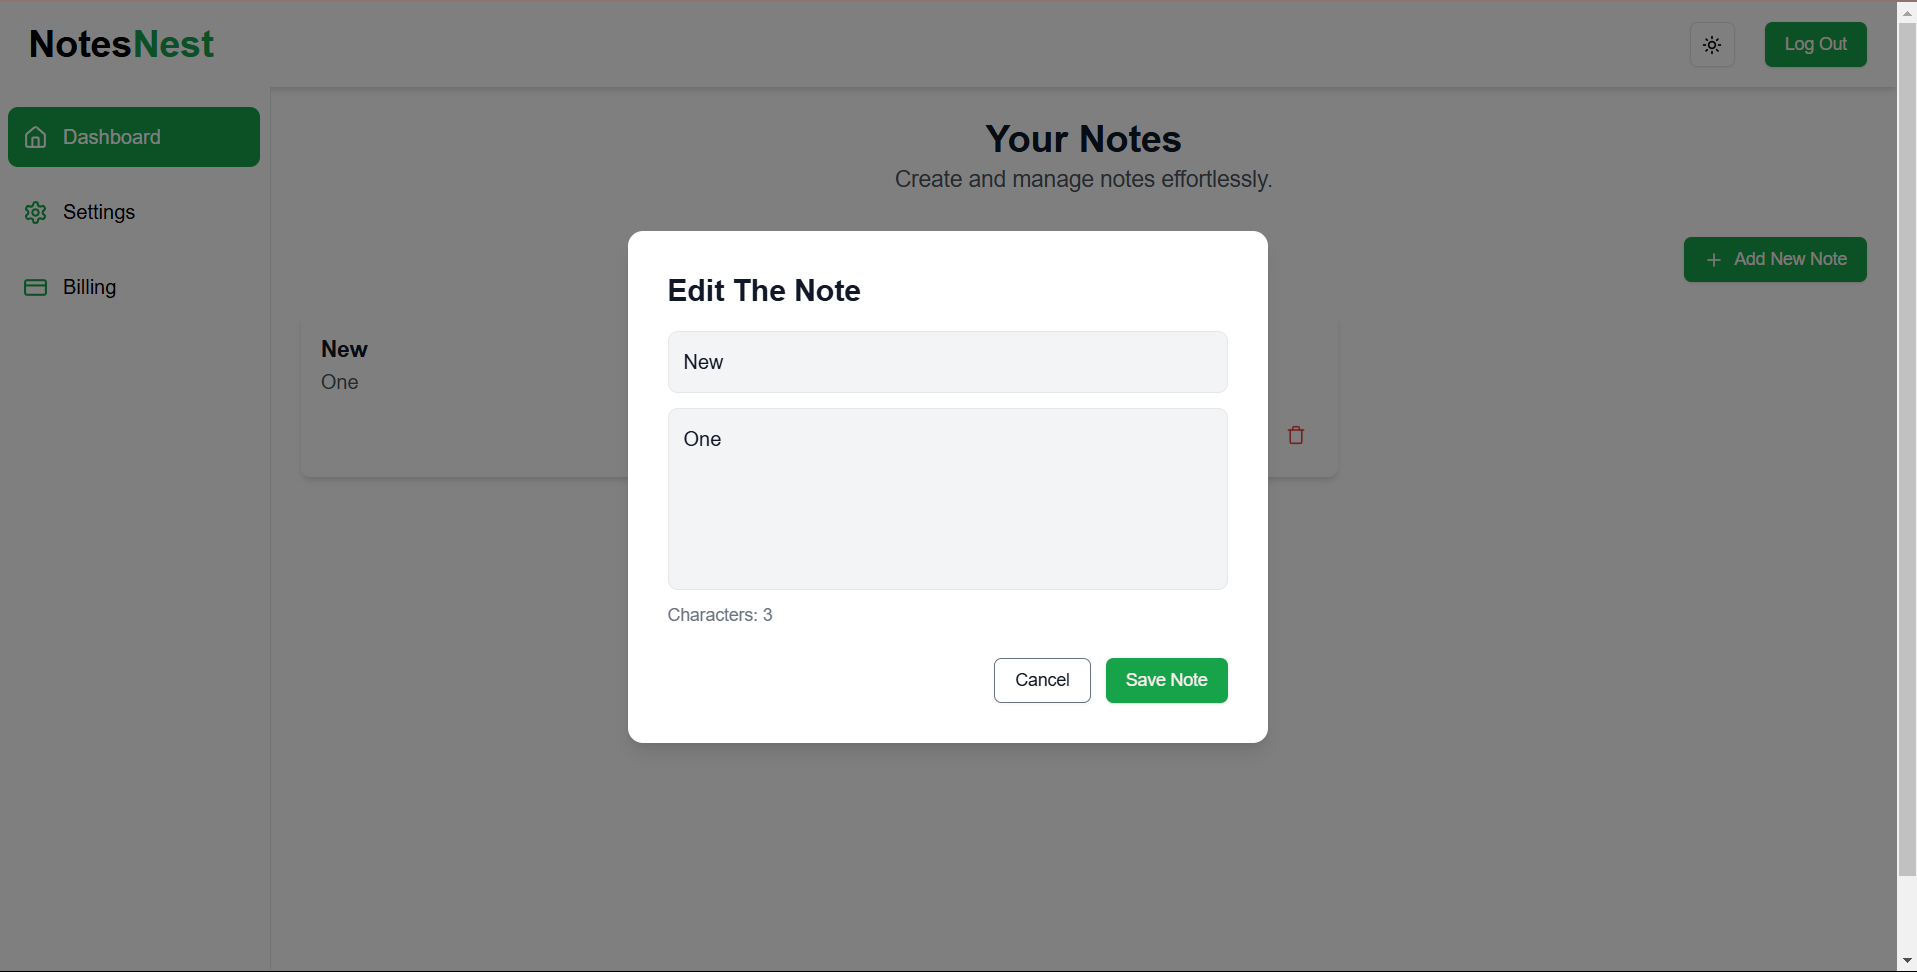 NotesNest
Log Out
Dashboard
Settings
Billing
Your Notes
Create and manage notes effortlessly.
Add New Note
New
One
Edit The Note
New
One
Characters: 3
Cancel
Save Note